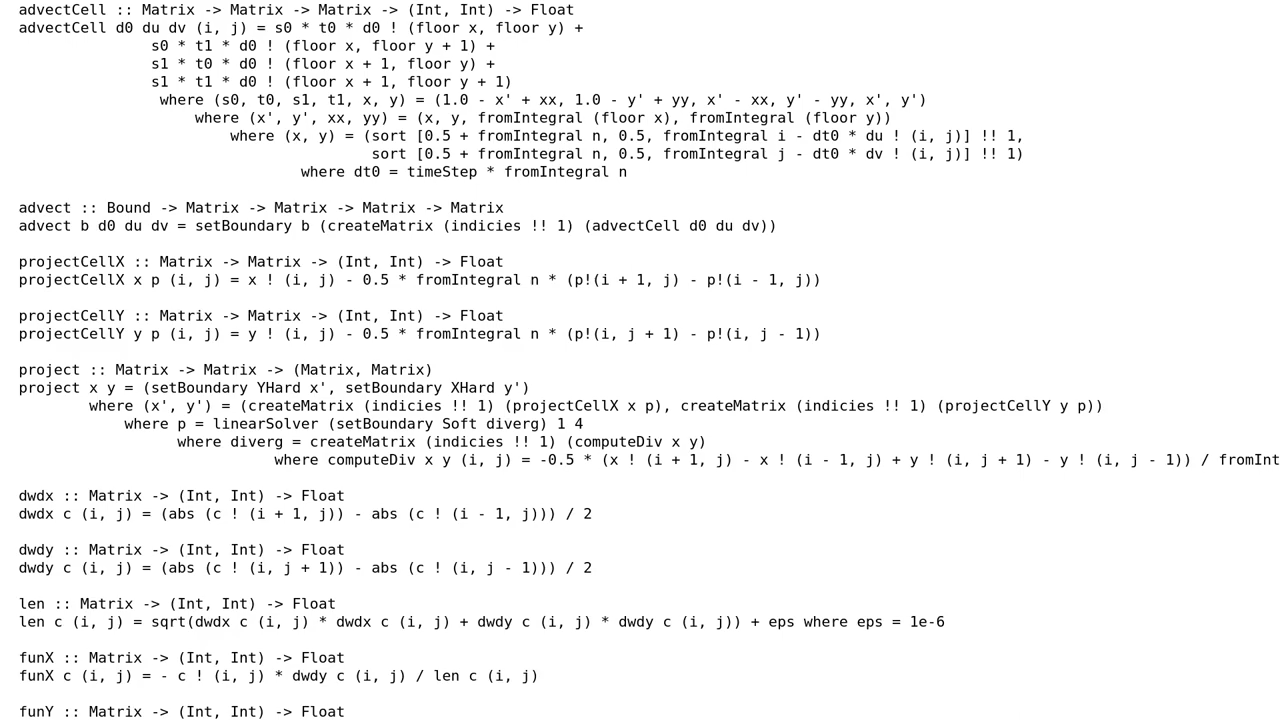 advectCell :: Matrix -> Matrix -> Matrix -> (Int, Int) -> Float
advectCell d0 du dv (i, j) = s0 * t0 * d0 ! (floor x, floor y) +
s0 * t1 * d0 ! (floor x, floor y + 1) +
s1 * t0 * d0 ! (floor x + 1, floor y) +
s1 * t1 * d0 ! (floor x + 1, floor y + 1)
where (s0, t0, s1, t1, x, y) = (1.0 - x' + xx, 1.0 - y' + yy, x' - xx, y' - yy, x', y')
where (x', y', xx, yy) = (x, y, fromIntegral (floor x), fromIntegral (floor y))
where (x, y) = (sort [0.5 + fromIntegral n, 0.5, fromIntegral i - dt0 * du ! (i, j)] !! 1,
sort [0.5 + fromIntegral n, 0.5, fromIntegral j - dt0 * dv ! (i, j)] !! 1)
where dt0 = timeStep * fromIntegral n
advect :: Bound -> Matrix -> Matrix -> Matrix -> Matrix
advect b d0 du dv = setBoundary b (createMatrix (indicies !! 1) (advectCell d0 du dv))
projectCellX :: Matrix -> Matrix -> (Int, Int) -> Float
projectCellX x p (i, j) = x ! (i, j) - 0.5 * fromIntegral n * (p!(i + 1, j) - p!(i - 1, j))
projectCellY :: Matrix -> Matrix -> (Int, Int) -> Float
projectCellY y p (i, j) = y ! (i, j) - 0.5 * fromIntegral n * (p!(i, j + 1) - p!(i, j - 1))
project :: Matrix -> Matrix -> (Matrix, Matrix)
project x y = (setBoundary YHard x', setBoundary XHard y')
where (x', y') = (createMatrix (indicies !! 1) (projectCellX x p), createMatrix (indicies !! 1) (projectCellY y p))
where p = linearSolver (setBoundary Soft diverg) 1 4
where diverg = createMatrix (indicies !! 1) (computeDiv x y)
where computeDiv x y (i, j) = -0.5 * (x ! (i + 1, j) - x ! (i - 1, j) + y ! (i, j + 1) - y ! (i, j - 1)) / fromInt
dwdx :: Matrix -> (Int, Int) -> Float
dwdx c (i, j) = (abs (c ! (i + 1, j)) - abs (c ! (i - 1, j))) / 2
dwdy :: Matrix -> (Int, Int) -> Float
dwdy c (i, j) = (abs (c ! (i, j + 1)) - abs (c ! (i, j - 1))) / 2
len :: Matrix -> (Int, Int) -> Float
len c (i, j) = sqrt(dwdx c (i, j) * dwdx c (i, j) + dwdy c (i, j) * dwdy c (i, j)) + eps where eps = 1e-6
funX :: Matrix -> (Int, Int) -> Float
funX c (i, j) = - c ! (i, j) * dwdy c (i, j) / len c (i, j)
funY :: Matrix -> (Int, Int) -> Float